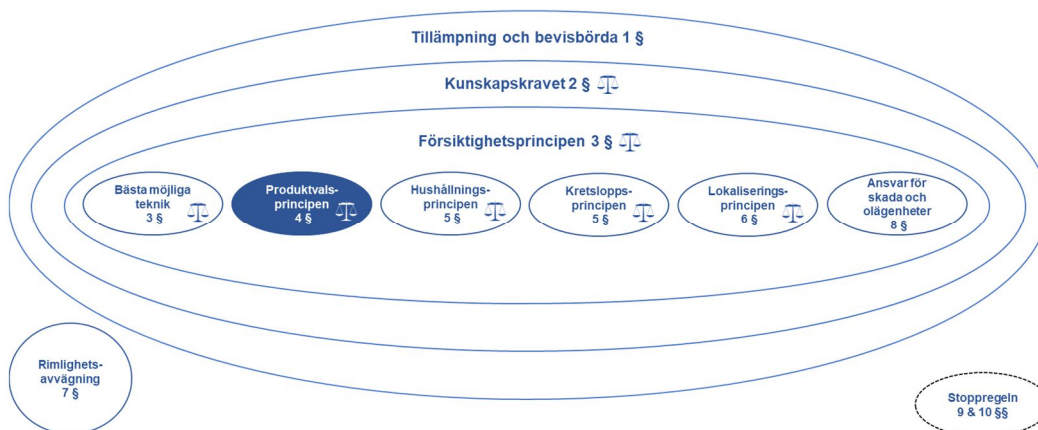 Tillämpning och bevisbörda 1 §
Kunskapskravet 2 §
Försiktighetsprincipen 3 §
Bästa möjliga
teknik
3 §
Produktvals-
principen
4 §
Hushållnings-
principen
5 §
Kretslopps-
principen
5 §
Lokaliserings-
principen
6 §
Ansvar för
skada och
olägenheter
8 §
Rimlighets-
avvägning
7 §
Stoppregeln
9 & 10 §§